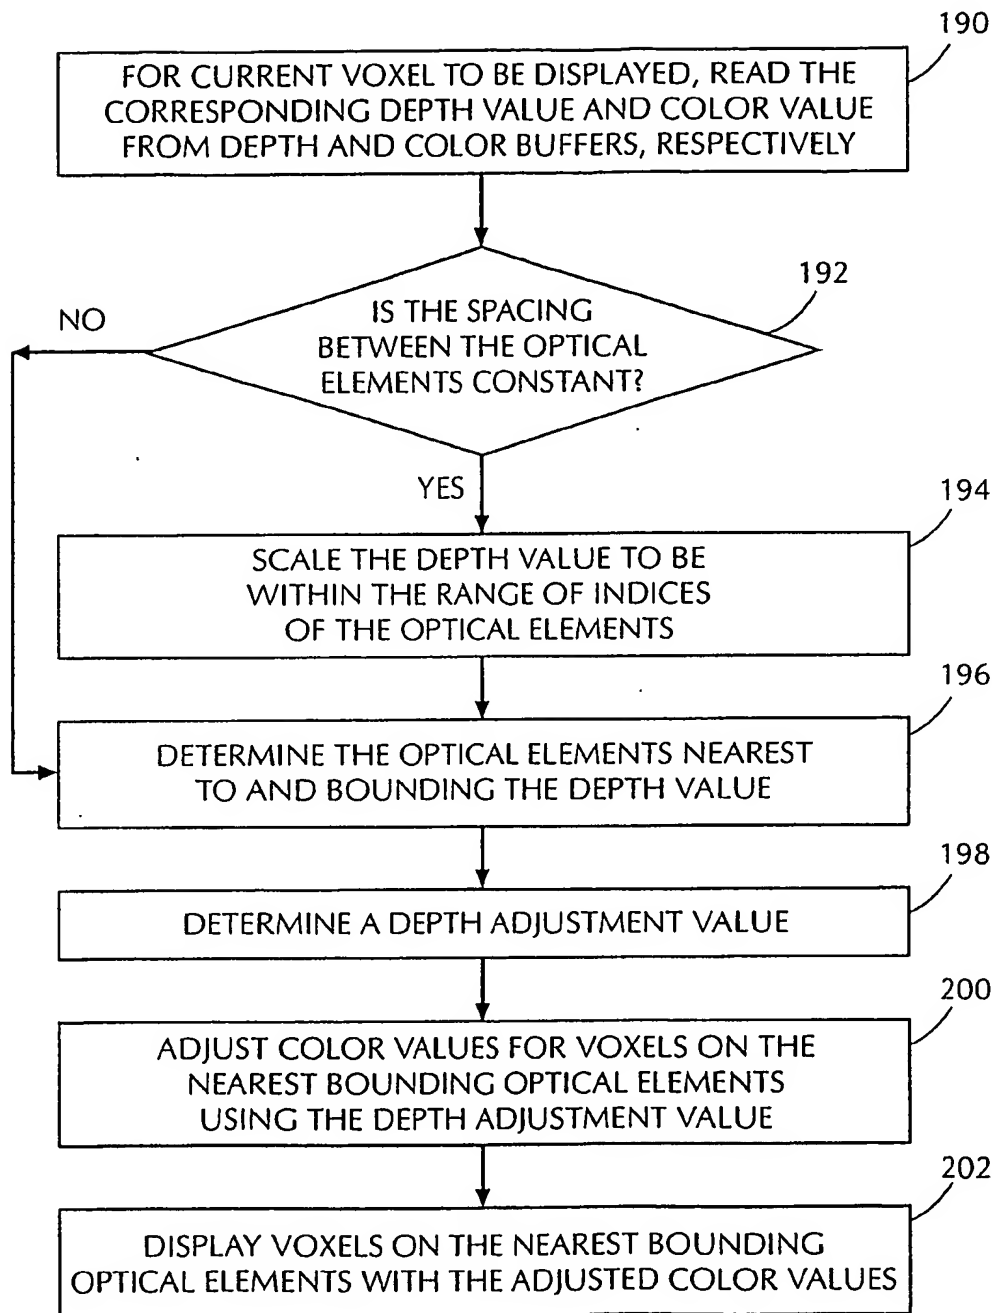 190
FOR CURRENT VOXEL TO BE DISPLAYED, READ THE
CORRESPONDING DEPTH VALUE AND COLOR VALUE
FROM DEPTH AND COLOR BUFFERS, RESPECTIVELY
192
IS THE SPACING
BETWEEN THE OPTICAL
ELEMENTS CONSTANT?
NO
YES
194
SCALE THE DEPTH VALUE TO BE
WITHIN THE RANGE OF INDICES
OF THE OPTICAL ELEMENTS
196
DETERMINE THE OPTICAL ELEMENTS NEAREST
TO AND BOUNDING THE DEPTH VALUE
198
DETERMINE A DEPTH ADJUSTMENT VALUE
200
ADJUST COLOR VALUES FOR VOXELS ON THE
NEAREST BOUNDING OPTICAL ELEMENTS
USING THE DEPTH ADJUSTMENT VALUE
202
DISPLAY VOXELS ON THE NEAREST BOUNDING
OPTICAL ELEMENTS WITH THE ADJUSTED COLOR VALUES